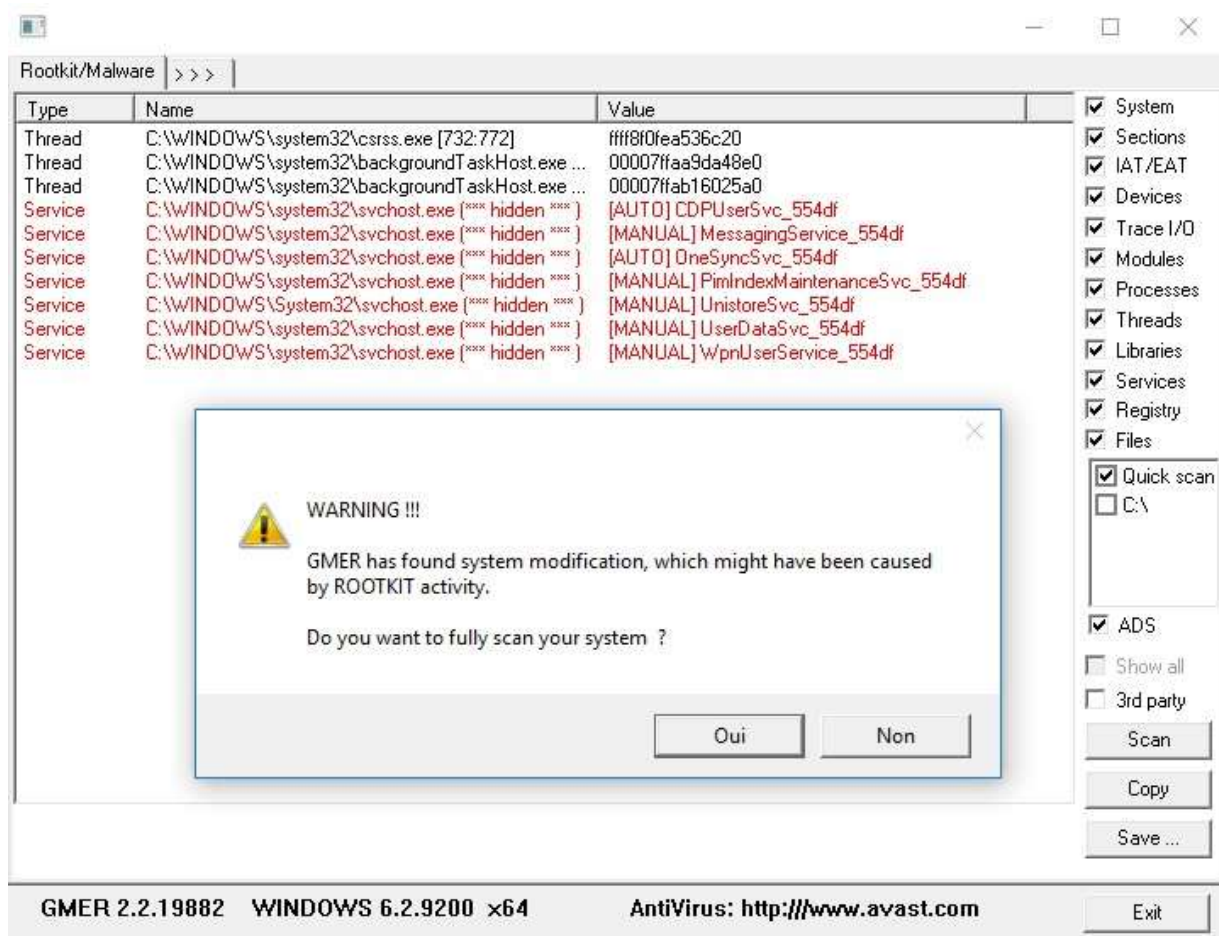 Rootkit/Malware > > >
Type Name Value
Thread C:\WINDOWS\system32\csrss.exe [732:772] ffff8f0fea536c20
Thread C:\WINDOWS\system32\backgroundTaskHost.exe ... 00007ffaa9da48e0
Thread C:\WINDOWS\system32\backgroundTaskHost.exe ... 00007ffab16025a0
Service C:\WINDOWS\system32\svchost.exe (*** hidden *** ) [AUTO] CDPUserSvc_554df
Service C:\WINDOWS\system32\svchost.exe (*** hidden *** ) [MANUAL] MessagingService_554df
Service C:\WINDOWS\system32\svchost.exe (*** hidden *** ) [AUTO] OneSyncSvc_554df
Service C:\WINDOWS\system32\svchost.exe (*** hidden *** ) [MANUAL] PimIndexMaintenanceSvc_554df
Service C:\WINDOWS\System32\svchost.exe (*** hidden *** ) [MANUAL] UnistoreSvc_554df
Service C:\WINDOWS\system32\svchost.exe (*** hidden *** ) [MANUAL] UserDataSvc_554df
Service C:\WINDOWS\system32\svchost.exe (*** hidden *** ) [MANUAL] WpnUserService_554df
WARNING !!!
GMER has found system modification, which might have been caused
by ROOTKIT activity.
Do you want to fully scan your system ?
Oui Non
System
Sections
IAT/EAT
Devices
Trace I/O
Modules
Processes
Threads
Libraries
Services
Registry
Files
Quick scan
C:\
ADS
Show all
3rd party
Scan
Copy
Save ...
GMER 2.2.19882 WINDOWS 6.2.9200 x64 AntiVirus: http:///www.avast.com Exit